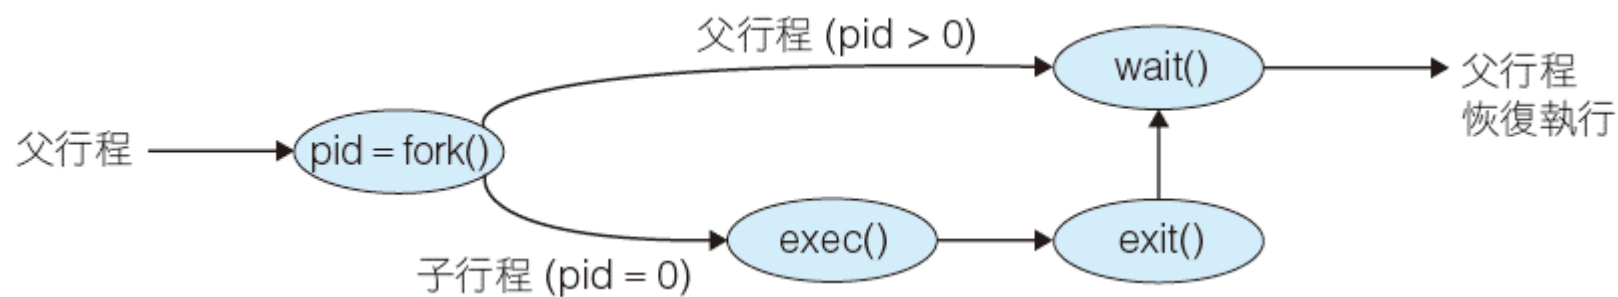 父行程 (pid > 0)
wait()
父行程
恢復執行
父行程
pid = fork()
exec()
exit()
子行程 (pid = 0)